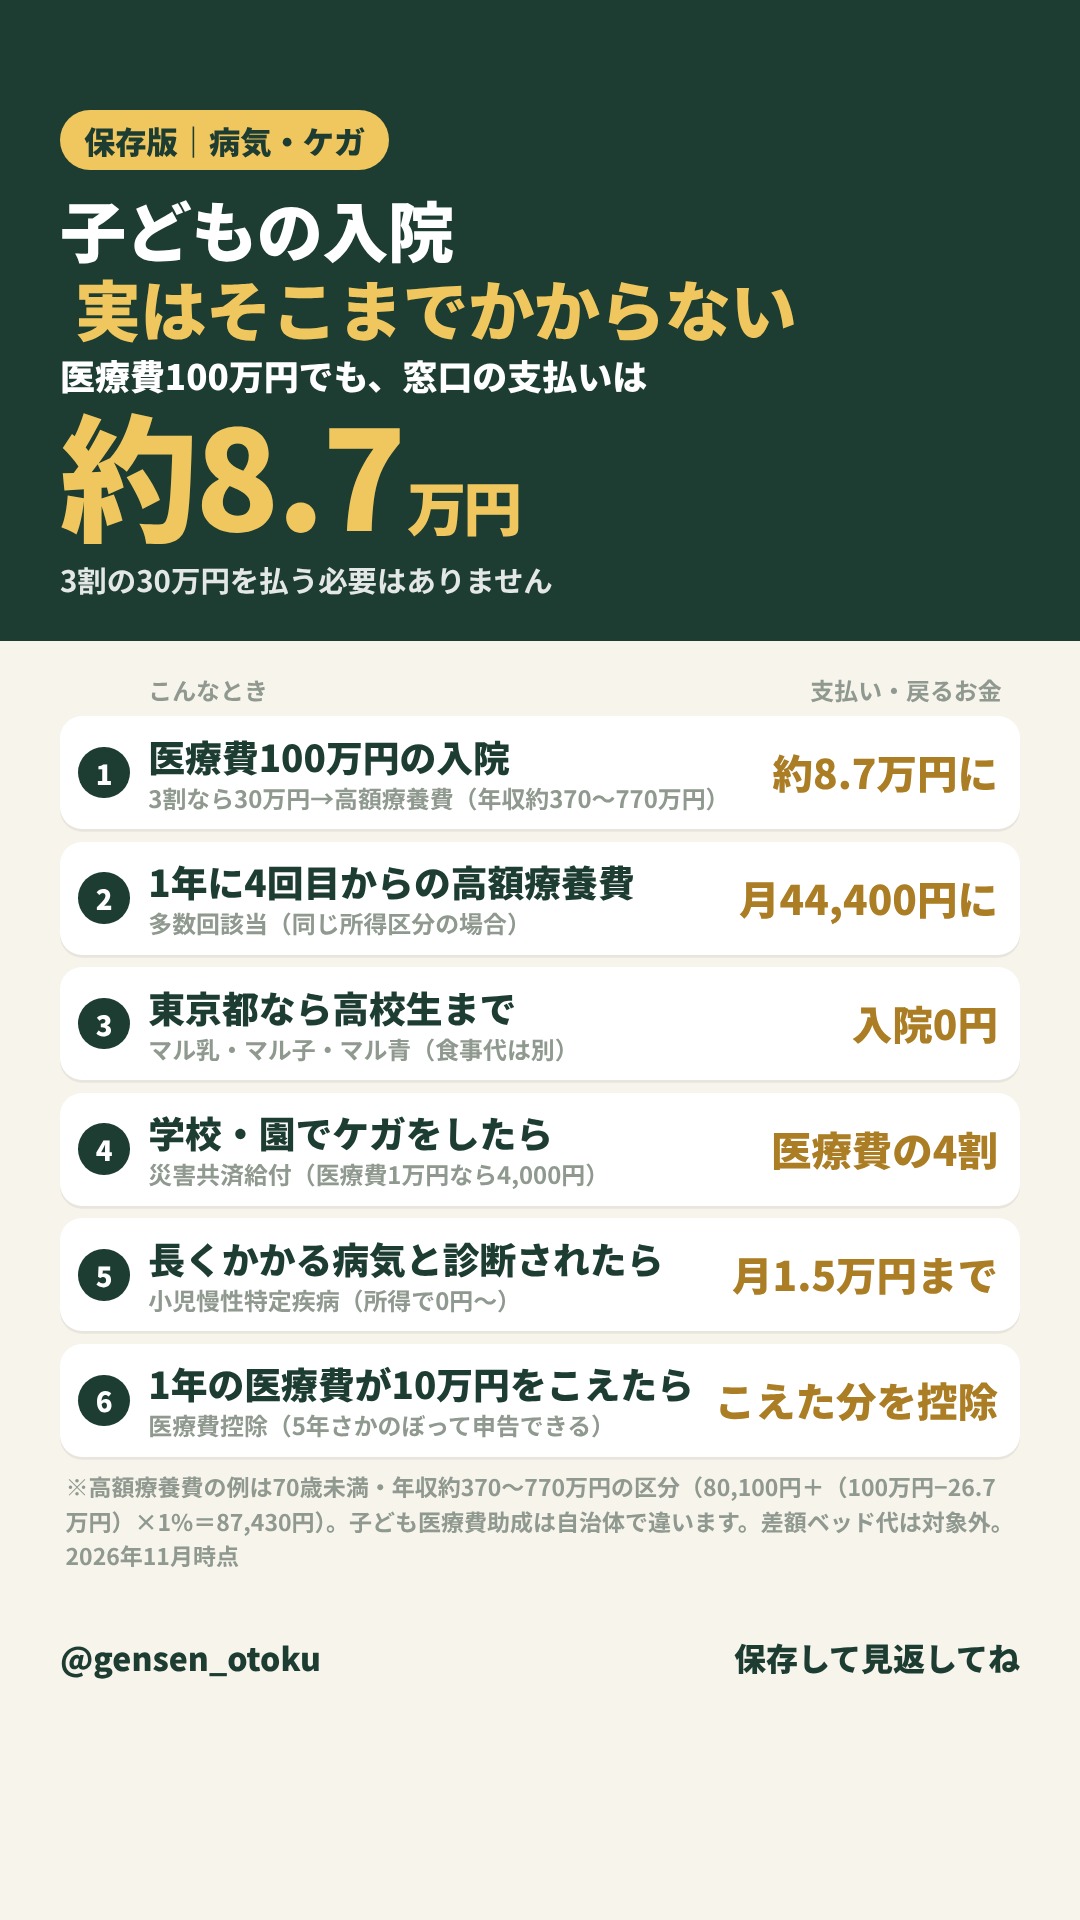 保存版｜病気・ケガ
子どもの入院
実はそこまでかからない
医療費100万円でも、窓口の支払いは
約8.7万円
3割の30万円を払う必要はありません
こんなとき 支払い・戻るお金
1 医療費100万円の入院 約8.7万円に
3割なら30万円→高額療養費（年収約370〜770万円）
2 1年に4回目からの高額療養費 月44,400円に
多数回該当（同じ所得区分の場合）
3 東京都なら高校生まで 入院0円
マル乳・マル子・マル青（食事代は別）
4 学校・園でケガをしたら 医療費の4割
災害共済給付（医療費1万円なら4,000円）
5 長くかかる病気と診断されたら 月1.5万円まで
小児慢性特定疾病（所得で0円〜）
6 1年の医療費が10万円をこえたら こえた分を控除
医療費控除（5年さかのぼって申告できる）
※高額療養費の例は70歳未満・年収約370〜770万円の区分（80,100円＋（100万円−26.7
万円）×1%＝87,430円）。子ども医療費助成は自治体で違います。差額ベッド代は対象外。
2026年11月時点
@gensen_otoku 保存して見返してね